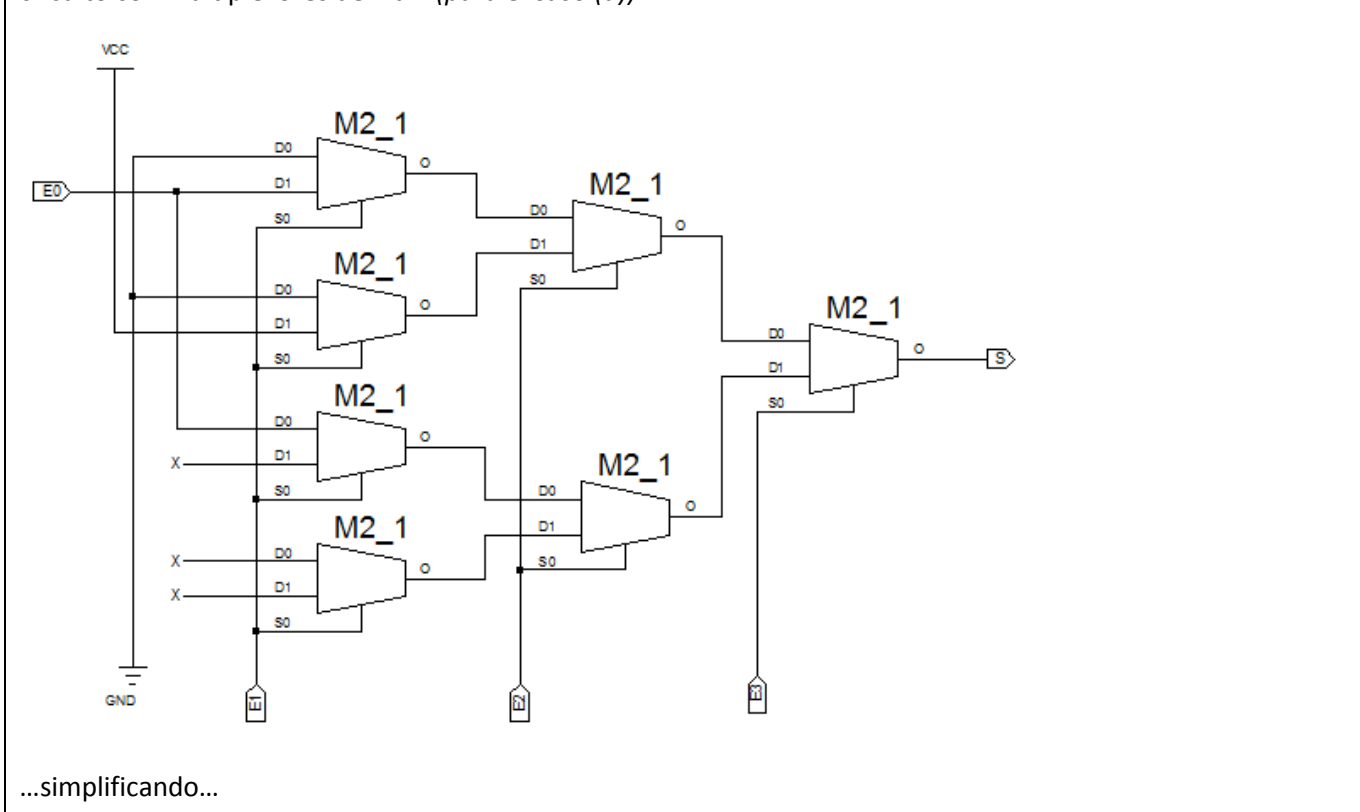 VCC
M2_1
D0
O
E0
D1
S0
M2_1
D0
O
D1
S0
M2_1
D0
O
D1
S0
M2_1
D0
O
X
D1
S0
M2_1
D0
O
D1
S0
M2_1
D0
O
S
D1
S0
M2_1
X
D0
O
X
D1
S0
GND
E1
E2
E3
…simplificando…